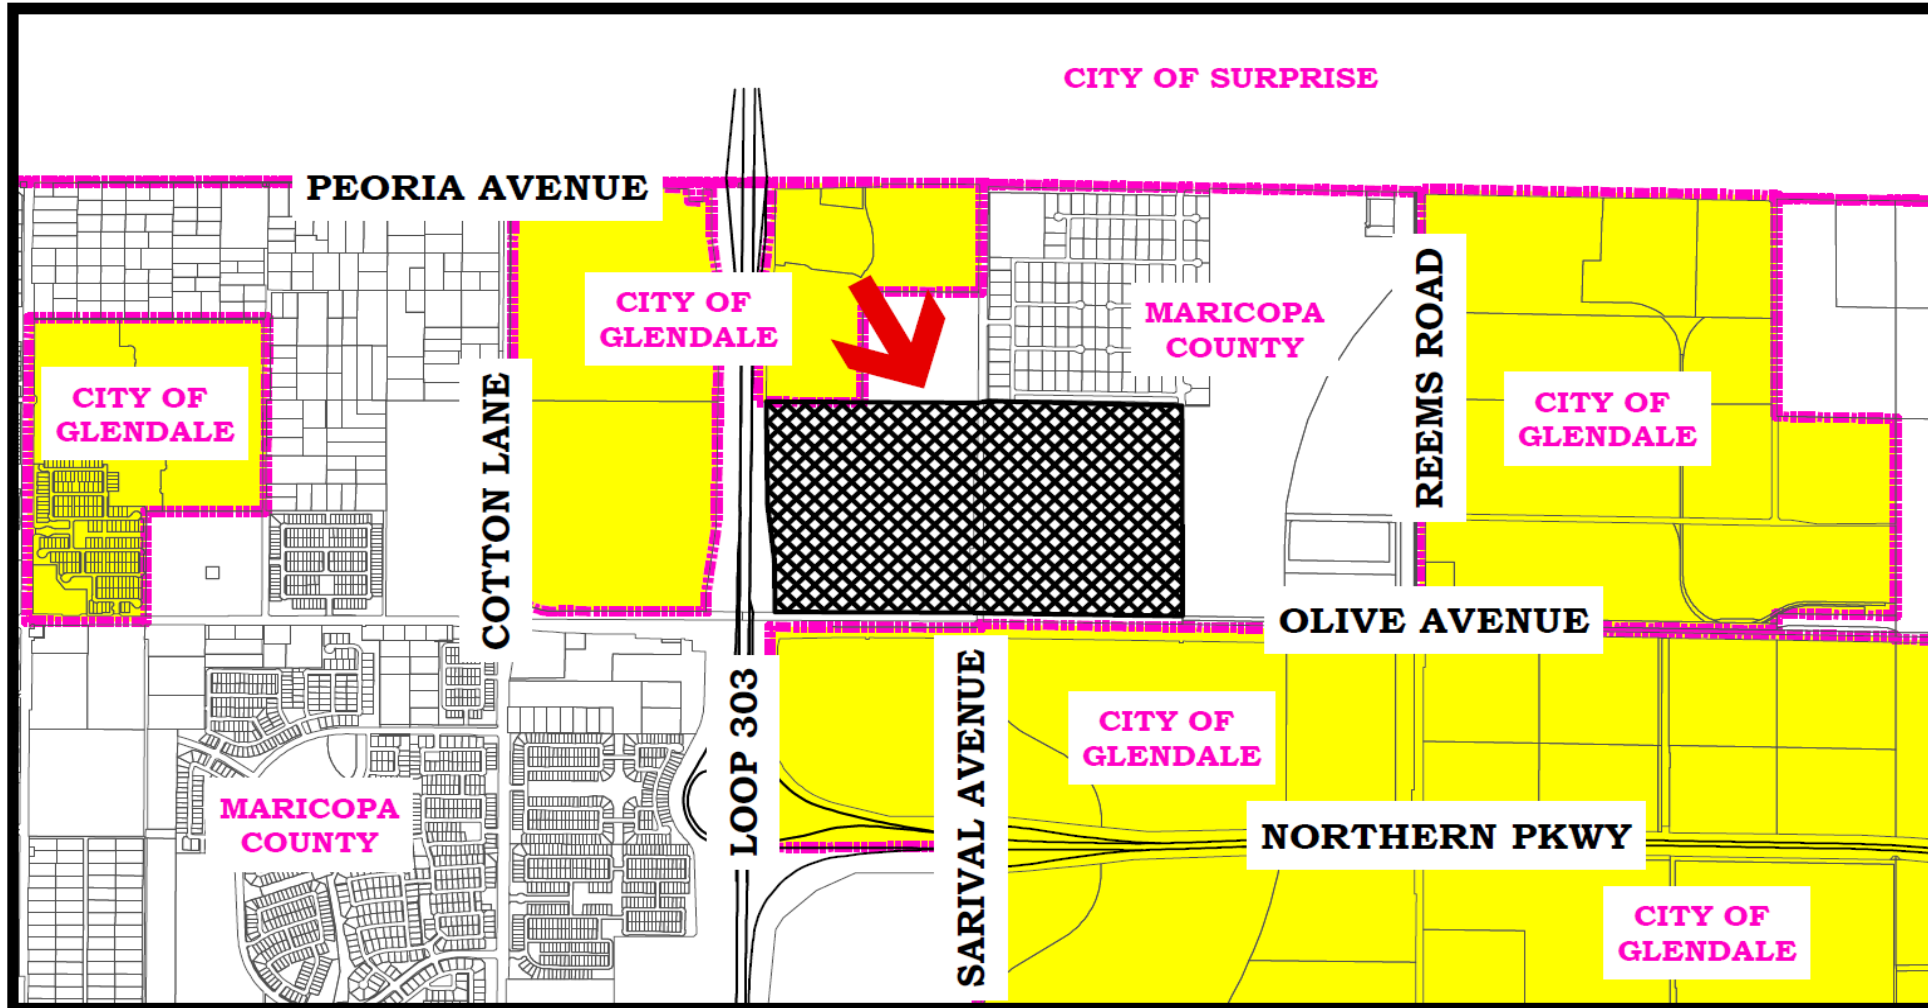 CITY OF SURPRISE
PEORIA AVENUE
CITY OF
GLENDALE
MARICOPA
COUNTY
REEMS ROAD
CITY OF
GLENDALE
COTTON LANE
CITY OF
GLENDALE
OLIVE AVENUE
LOOP 303
SARIVAL AVENUE
CITY OF
GLENDALE
MARICOPA
COUNTY
NORTHERN PKWY
CITY OF
GLENDALE